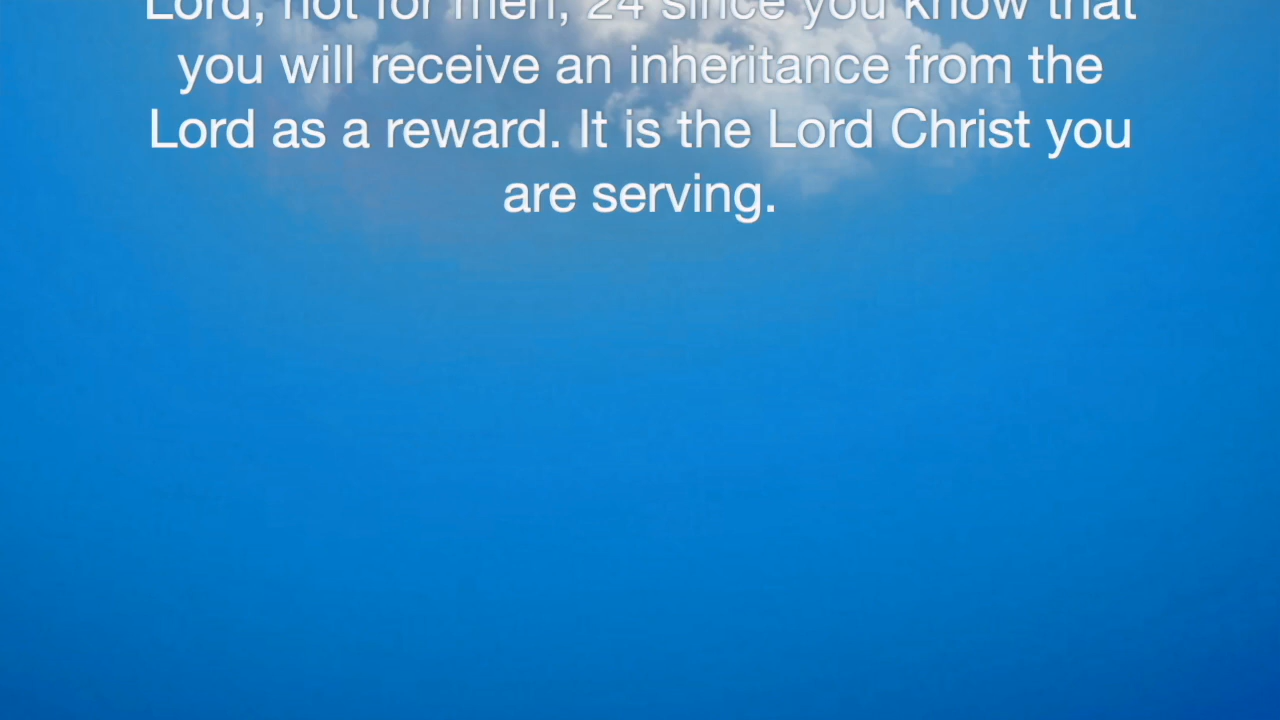 Lord, not for men, 24 since you know that
you will receive an inheritance from the
Lord as a reward. It is the Lord Christ you
are serving.